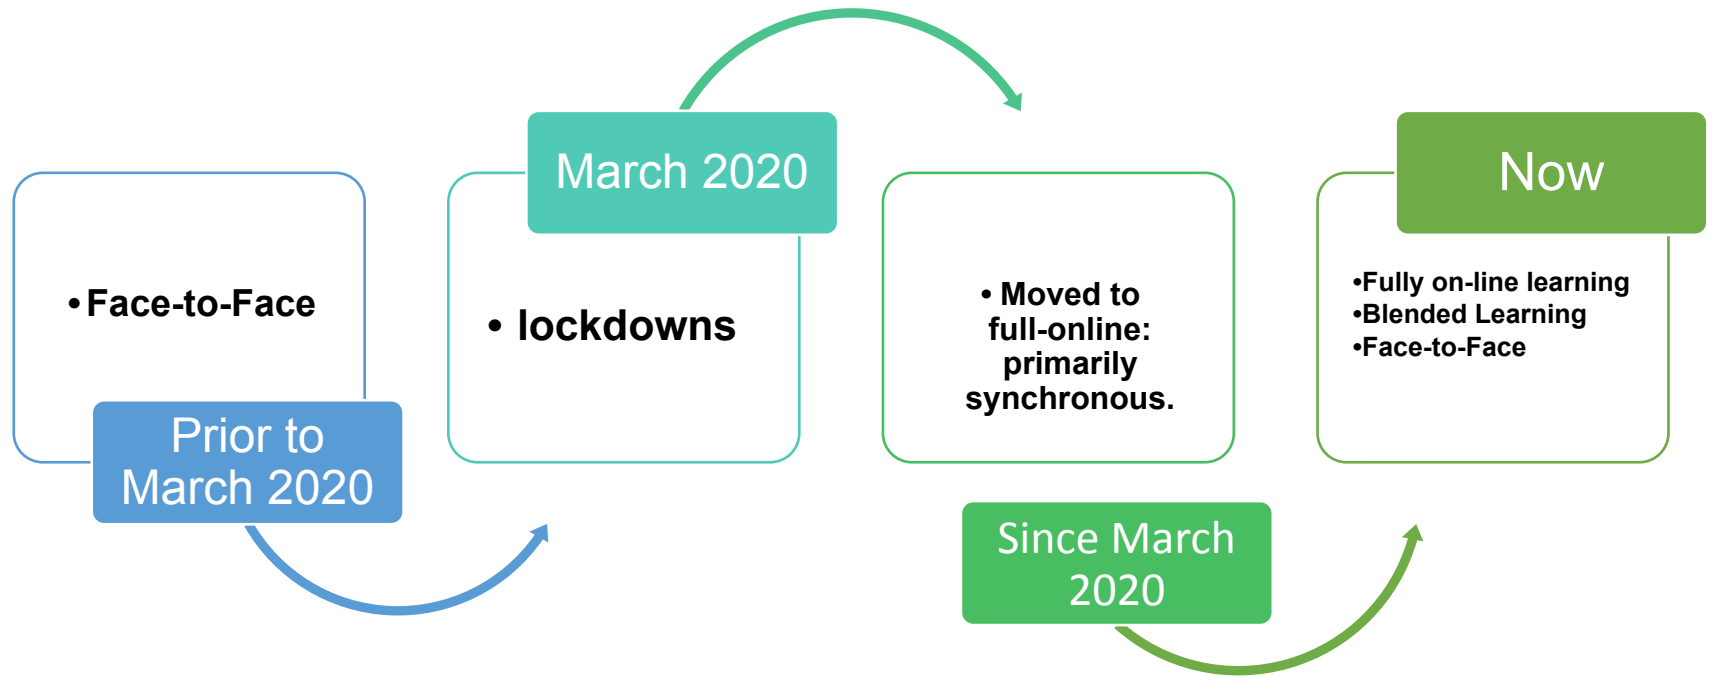 • Face-to-Face
Prior to
March 2020
March 2020
• lockdowns
• Moved to
full-online:
primarily
synchronous.
Since March
2020
Now
•Fully on-line learning
•Blended Learning
•Face-to-Face